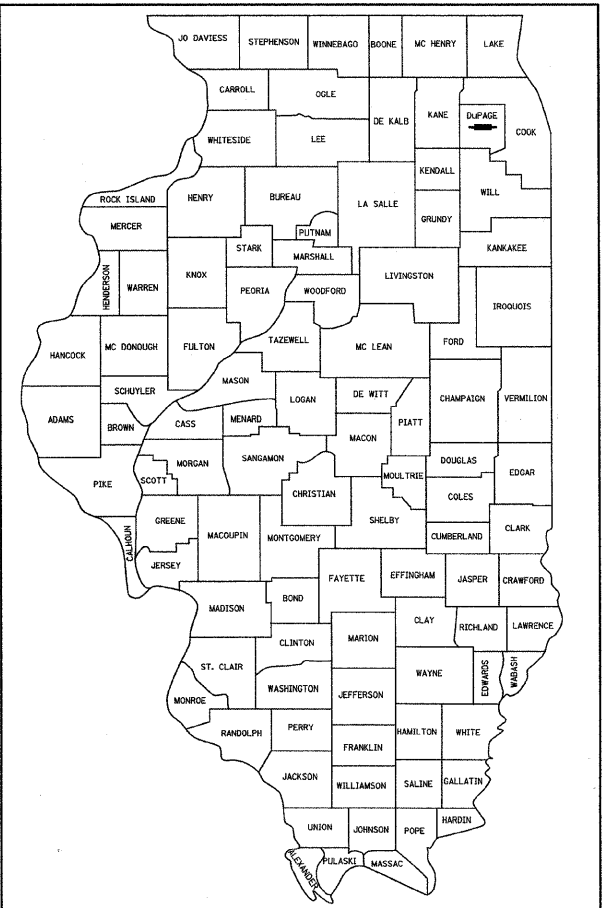 JO DAVIESS STEPHENSON WINNEBAGO BOONE MC HENRY LAKE
CARROLL OGLE DE KALB KANE DuPAGE COOK
WHITESIDE LEE
KENDALL
ROCK ISLAND HENRY BUREAU LA SALLE WILL
MERCER PUTNAM GRUNDY
STARK MARSHALL KANKAKEE
HENDERSON WARREN KNOX PEORIA WOODFORD LIVINGSTON IROQUOIS
HANCOCK MC DONOUGH FULTON TAZEWELL MC LEAN FORD
SCHUYLER MASON LOGAN DE WITT CHAMPAIGN VERMILION
ADAMS BROWN CASS MENARD MACON PIATT
PIKE SCOTT MORGAN SANGAMON MOULTRIE DOUGLAS EDGAR
CHRISTIAN COLES
CALHOUN GREENE MACOUPIN MONTGOMERY SHELBY CUMBERLAND CLARK
JERSEY FAYETTE EFFINGHAM JASPER CRAWFORD
MADISON BOND CLAY RICHLAND LAWRENCE
CLINTON MARION
ST. CLAIR WAYNE EDWARDS WABASH
MONROE WASHINGTON JEFFERSON
RANDOLPH PERRY HAMILTON WHITE
FRANKLIN
JACKSON WILLIAMSON SALINE GALLATIN
UNION JOHNSON POPE HARDIN
ALEXANDER PULASKI MASSAC